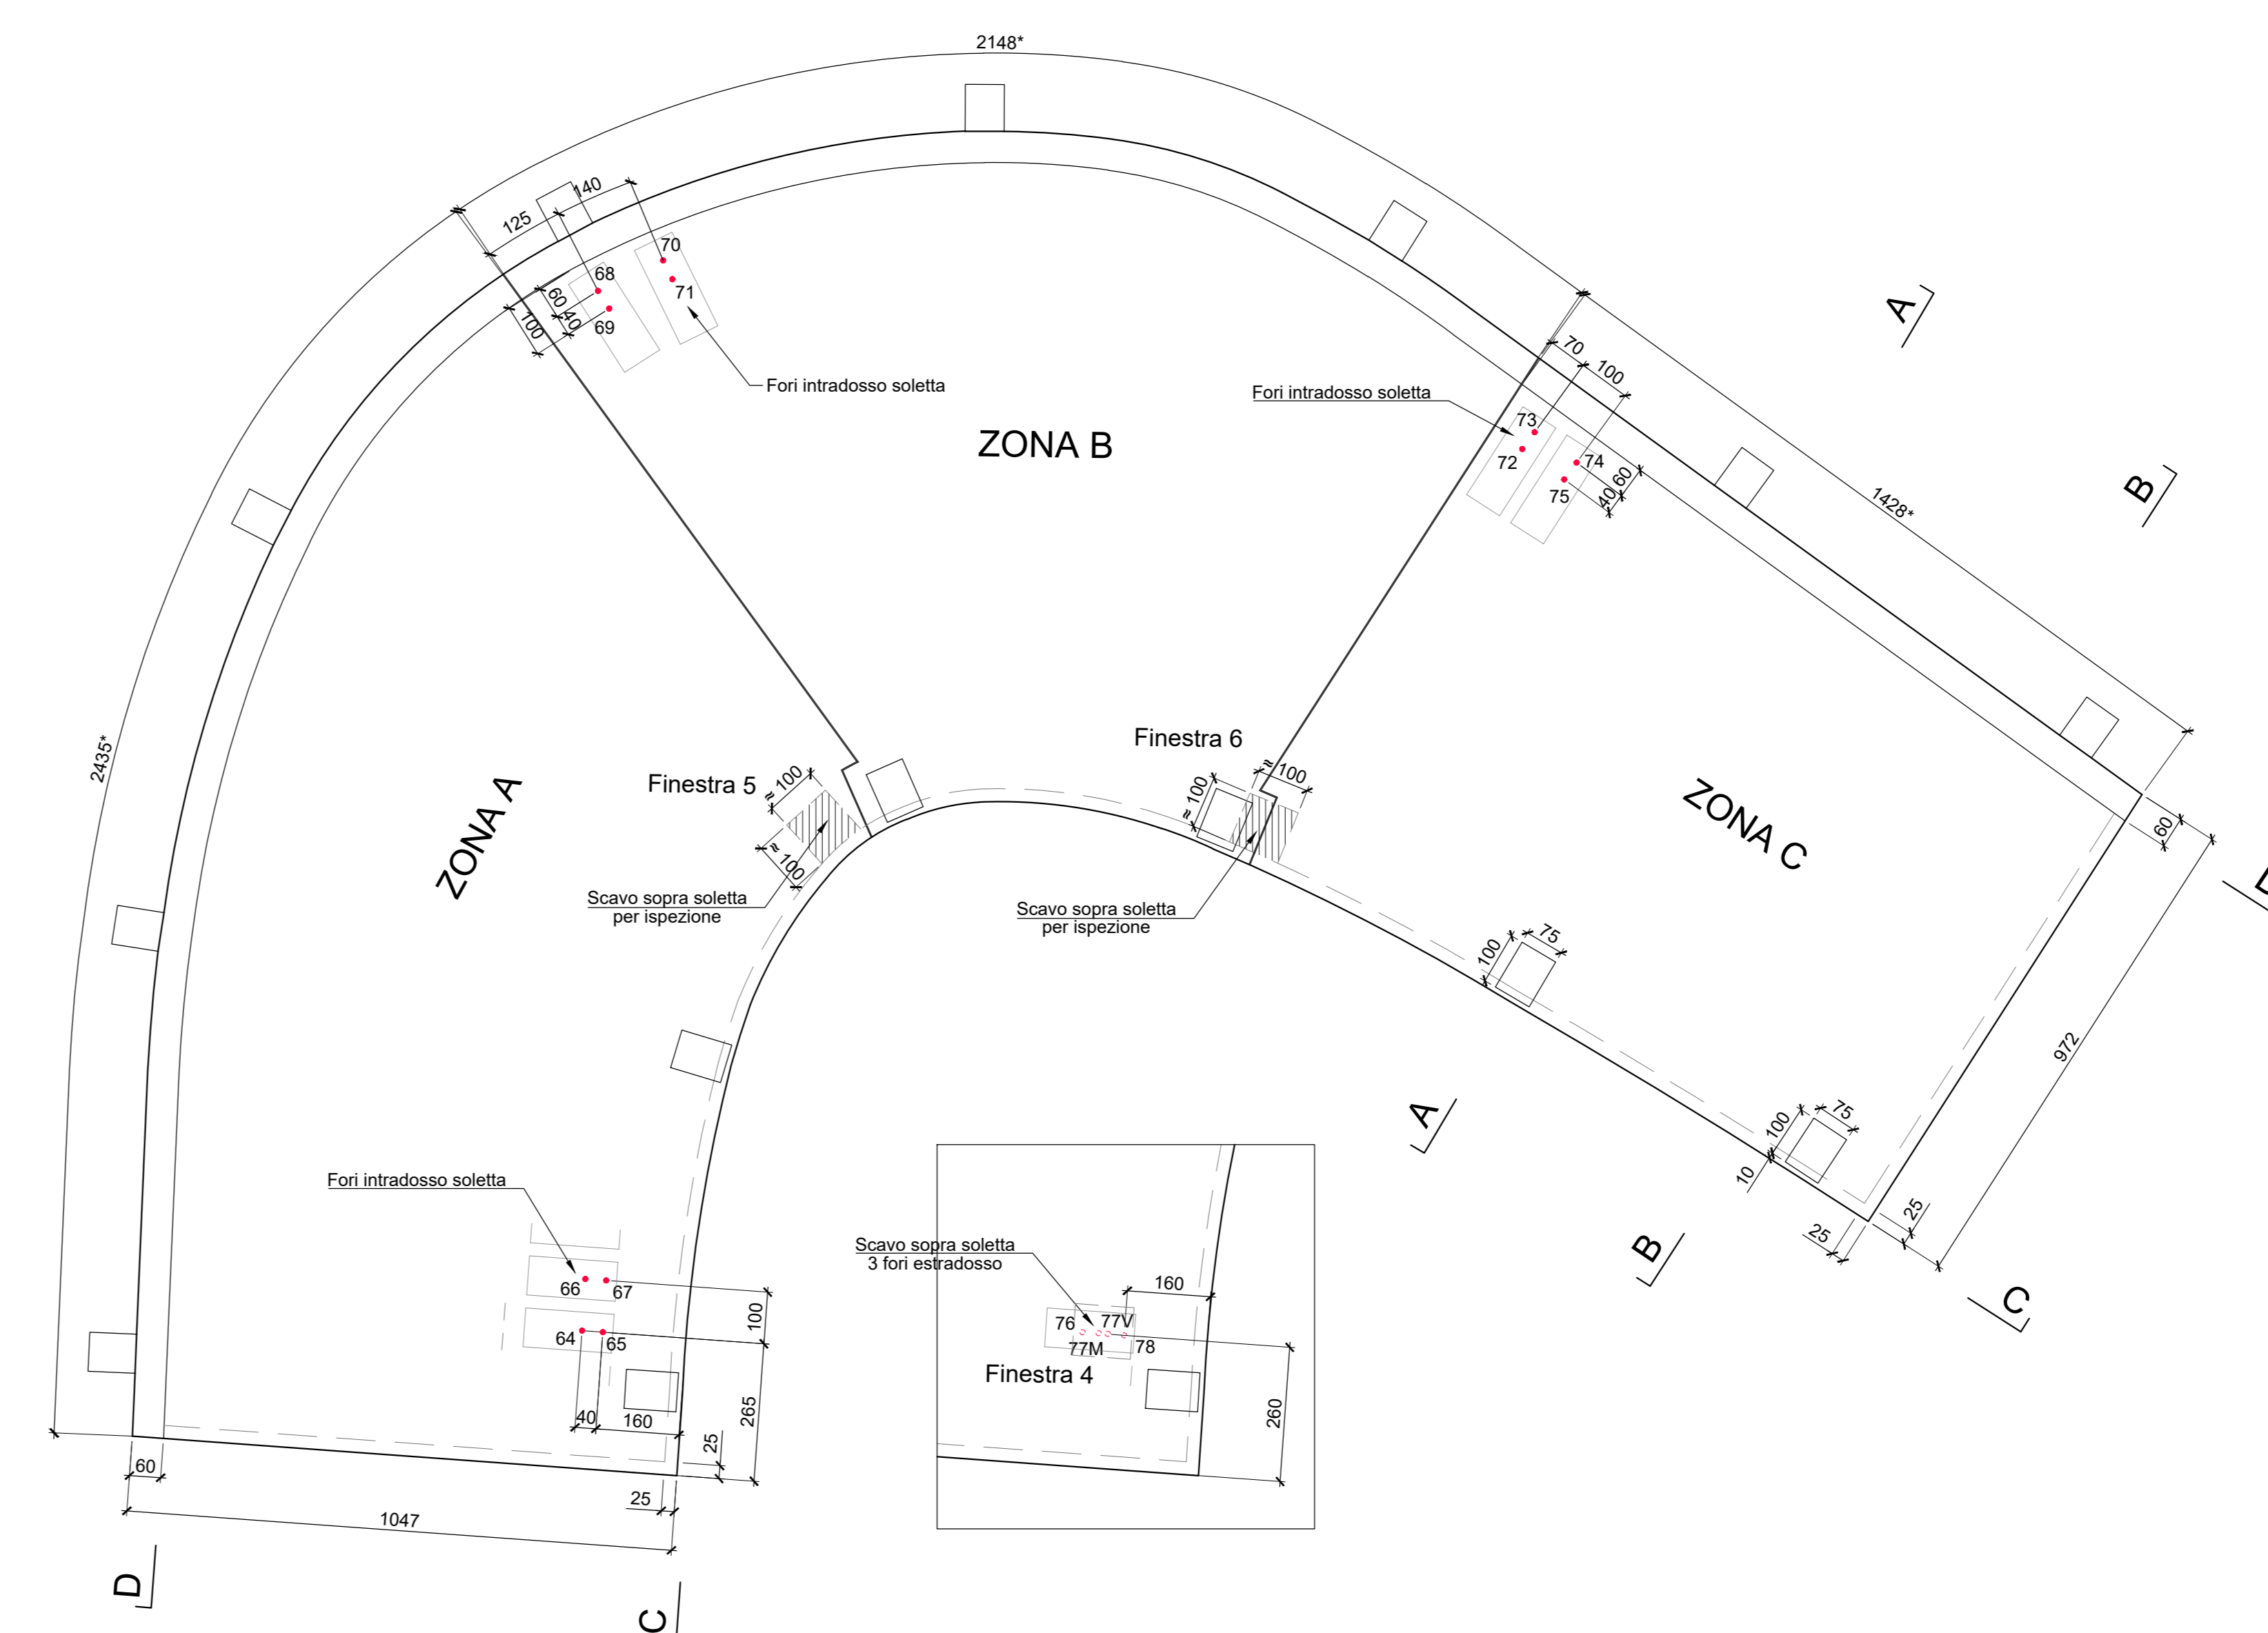 2148*
140
125
70
68
71
60
40
100
69
Fori intradosso soletta
ZONA B
Fori intradosso soletta
70
100
73
72
74
75
60
40
A
B
1428*
2435*
ZONA A
Finestra 5
≈ 100
≈ 100
Scavo sopra soletta
per ispezione
Finestra 6
≈ 100
≈ 100
Scavo sopra soletta
per ispezione
ZONA C
60
972
100
75
100
75
10
25
25
A
B
C
Fori intradosso soletta
66
67
64
65
100
265
40
160
25
60
25
1047
D
C
Scavo sopra soletta
3 fori estradosso
160
76
77V
77M
78
Finestra 4
260